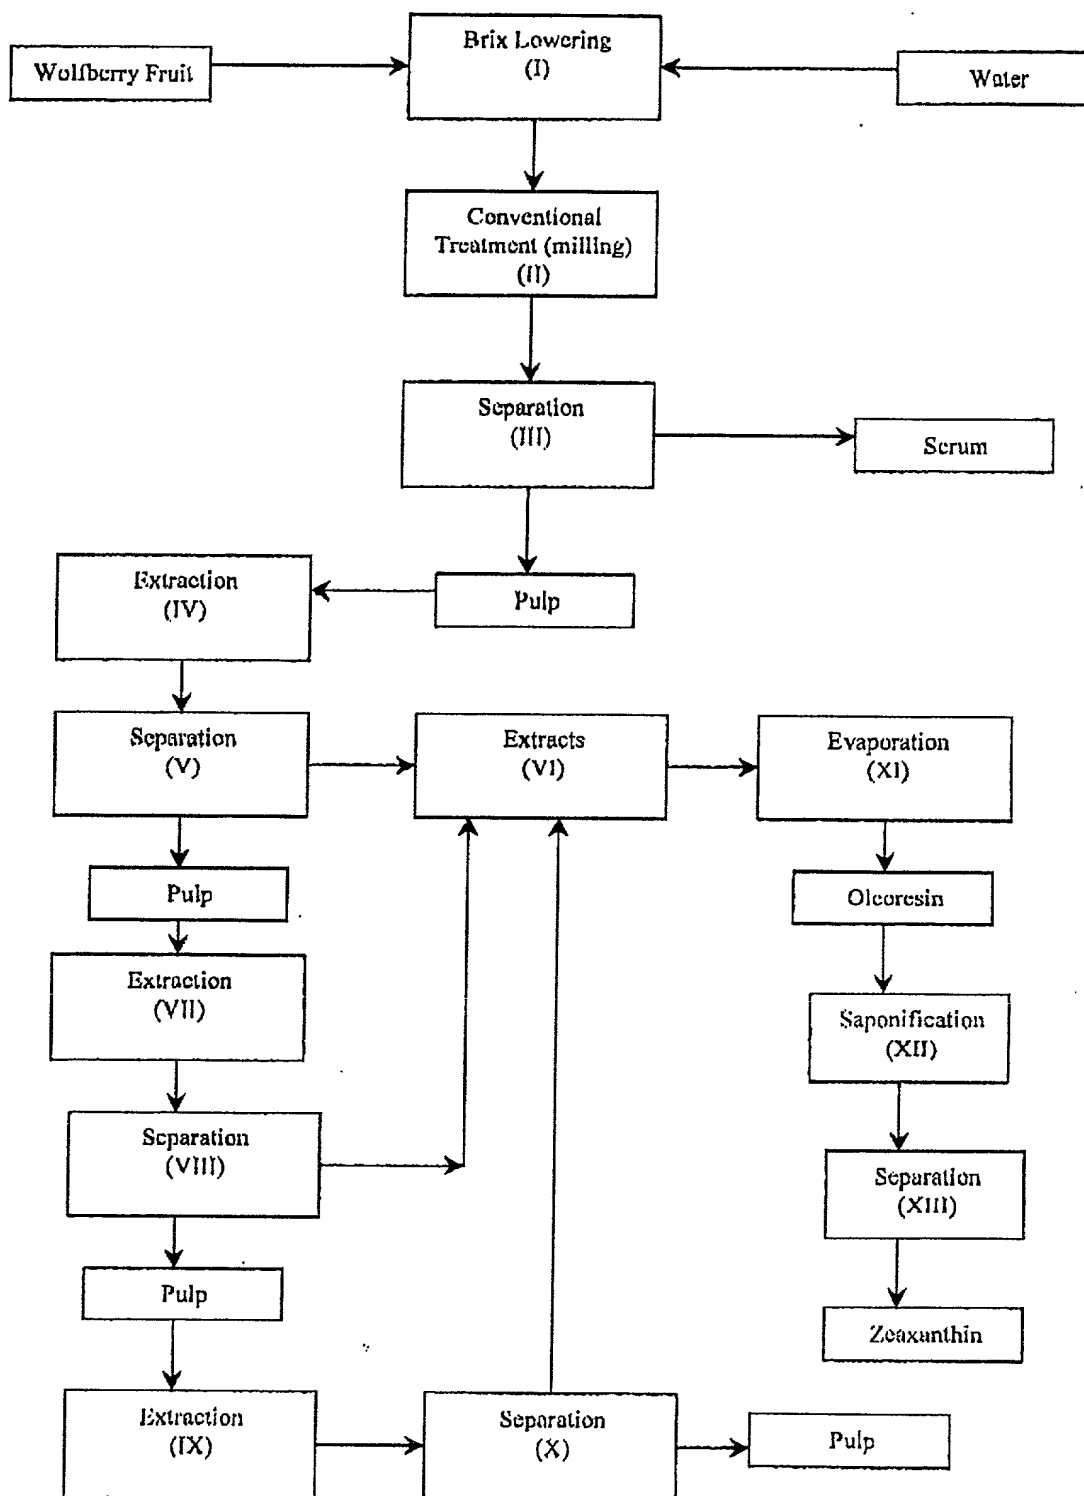 Brix Lowering
(I)
Wolfberry Fruit
Water
Conventional
Treatment (milling)
(II)
Separation
(III)
Serum
Extraction
(IV)
Pulp
Separation
(V)
Extracts
(VI)
Evaporation
(XI)
Pulp
Oleoresin
Extraction
(VII)
Saponification
(XII)
Separation
(VIII)
Separation
(XIII)
Pulp
Zeaxanthin
Extraction
(IX)
Separation
(X)
Pulp